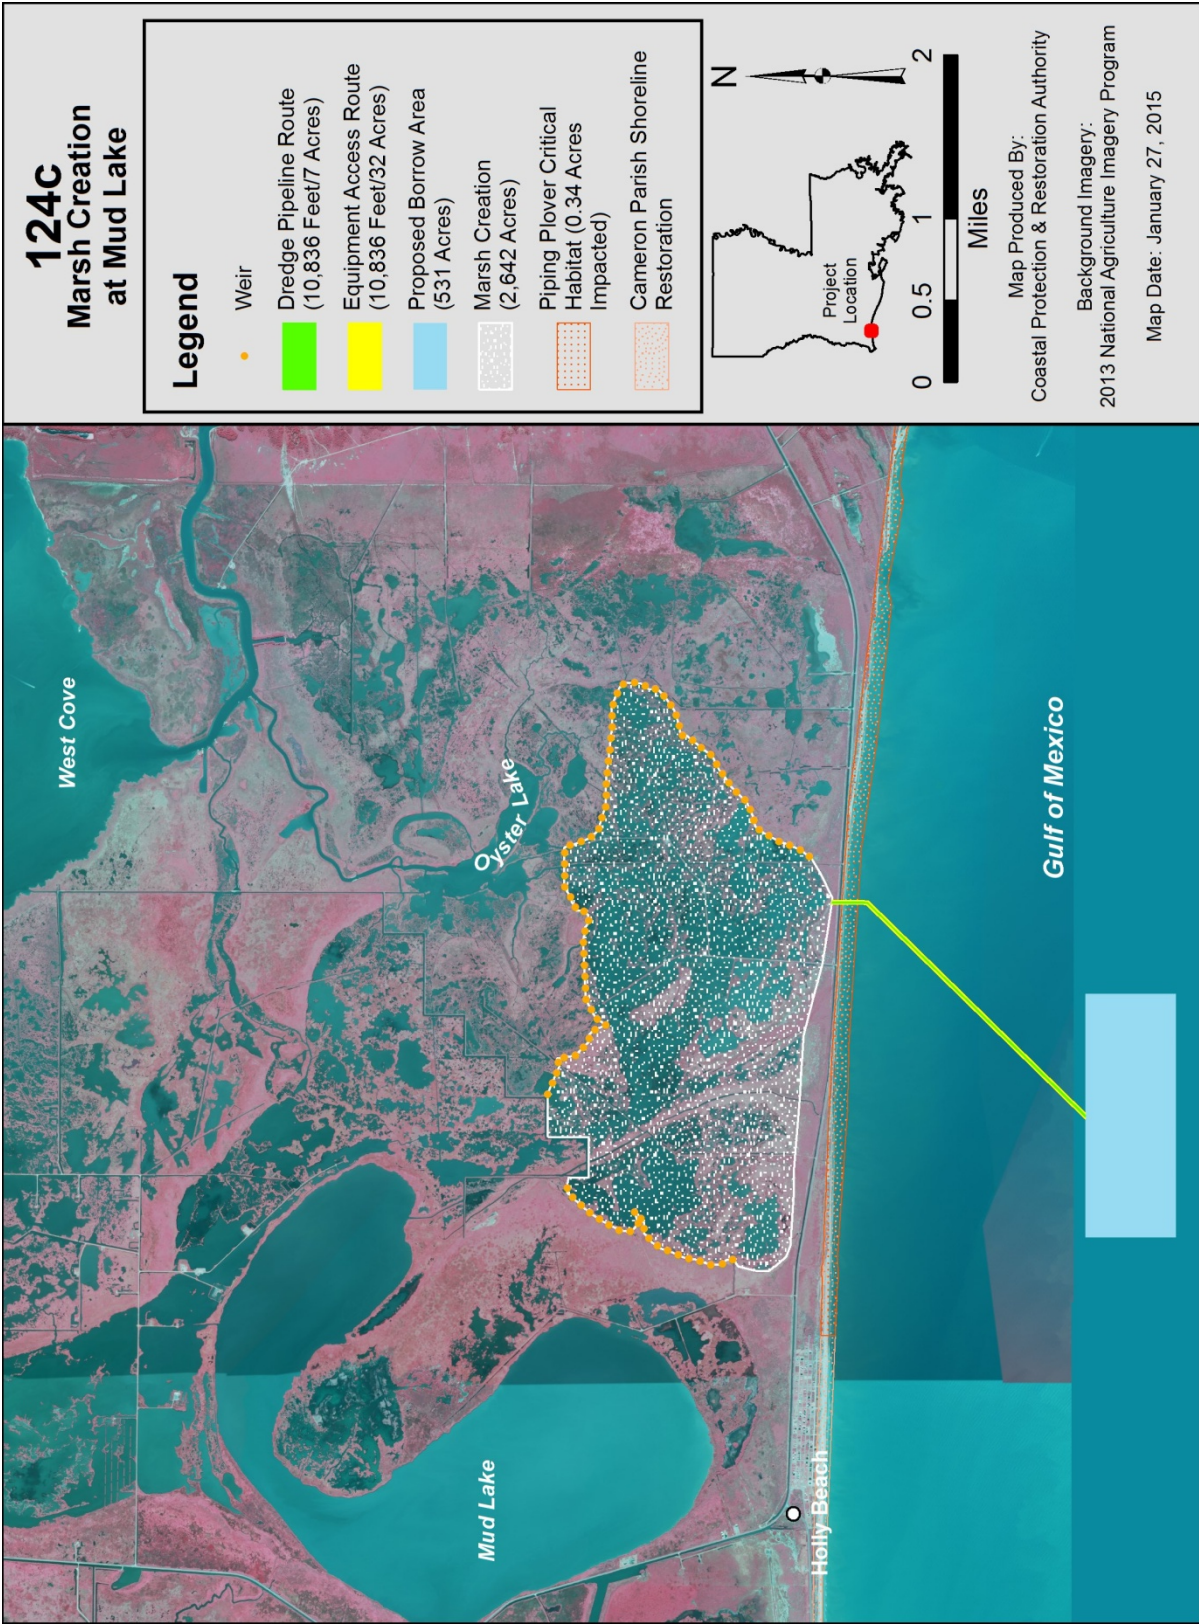 124c
Marsh Creation
at Mud Lake
Legend
Weir
Dredge Pipeline Route
(10,836 Feet/7 Acres)
Equipment Access Route
(10,836 Feet/32 Acres)
Proposed Borrow Area
(531 Acres)
Marsh Creation
(2,642 Acres)
Piping Plover Critical
Habitat (0.34 Acres
Impacted)
Cameron Parish Shoreline
Restoration
Project
Location
N
0 0.5 1 2
Miles
Map Produced By:
Coastal Protection & Restoration Authority
Background Imagery:
2013 National Agriculture Imagery Program
Map Date: January 27, 2015
West Cove
Oyster Lake
Mud Lake
Holly Beach
Gulf of Mexico